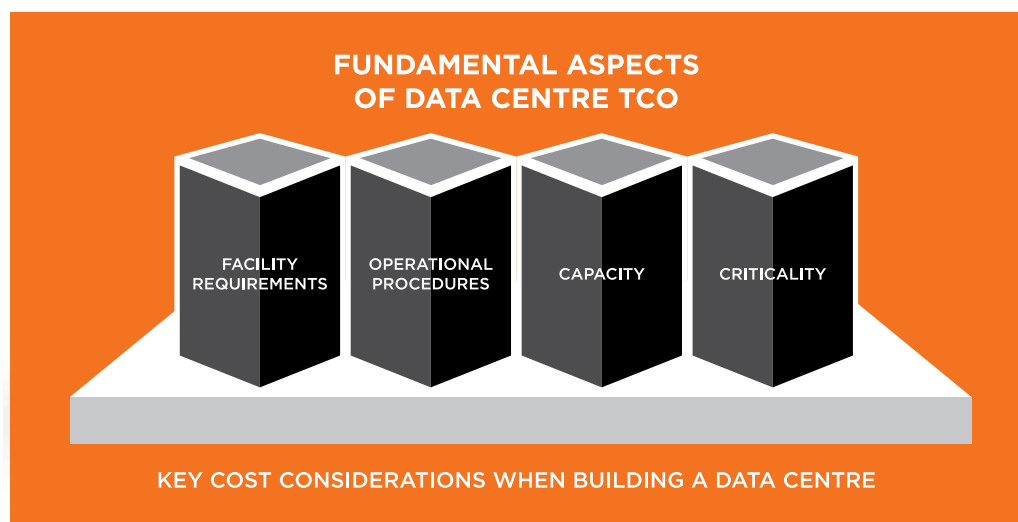 FUNDAMENTAL ASPECTS
OF DATA CENTRE TCO
FACILITY
REQUIREMENTS
OPERATIONAL
PROCEDURES
CAPACITY
CRITICALITY
KEY COST CONSIDERATIONS WHEN BUILDING A DATA CENTRE